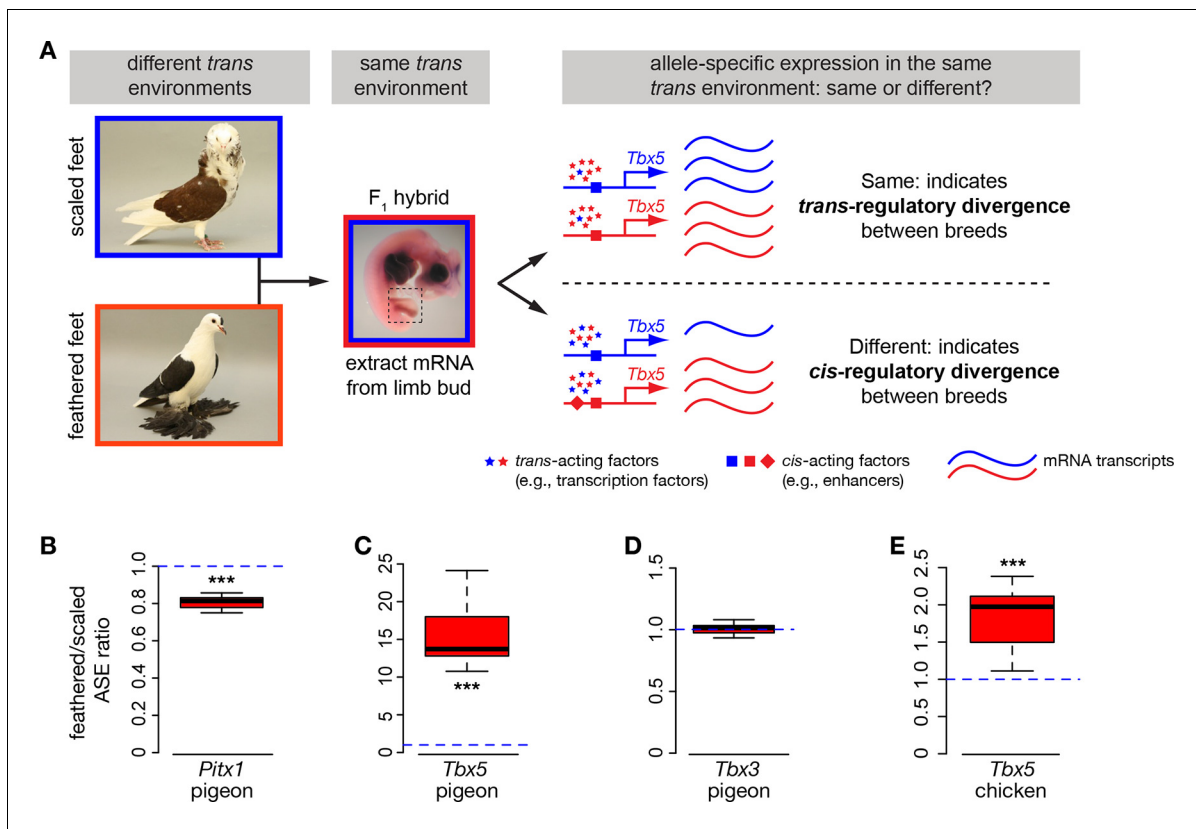 A
different trans
environments
same trans
environment
allele-specific expression in the same
trans environment: same or different?
scaled feet
feathered feet
F1 hybrid
extract mRNA
from limb bud
Tbx5
Tbx5
Same: indicates
trans-regulatory divergence
between breeds
Tbx5
Tbx5
Different: indicates
cis-regulatory divergence
between breeds
trans-acting factors
(e.g., transcription factors)
cis-acting factors
(e.g., enhancers)
mRNA transcripts
feathered/scaled
ASE ratio
B
1.0
0.8
0.6
0.4
0.2
0
***
Pitx1
pigeon
C
25
20
15
10
5
0
***
Tbx5
pigeon
D
1.5
1.0
0.5
0
Tbx3
pigeon
E
2.5
2.0
1.5
1.0
0.5
0
***
Tbx5
chicken